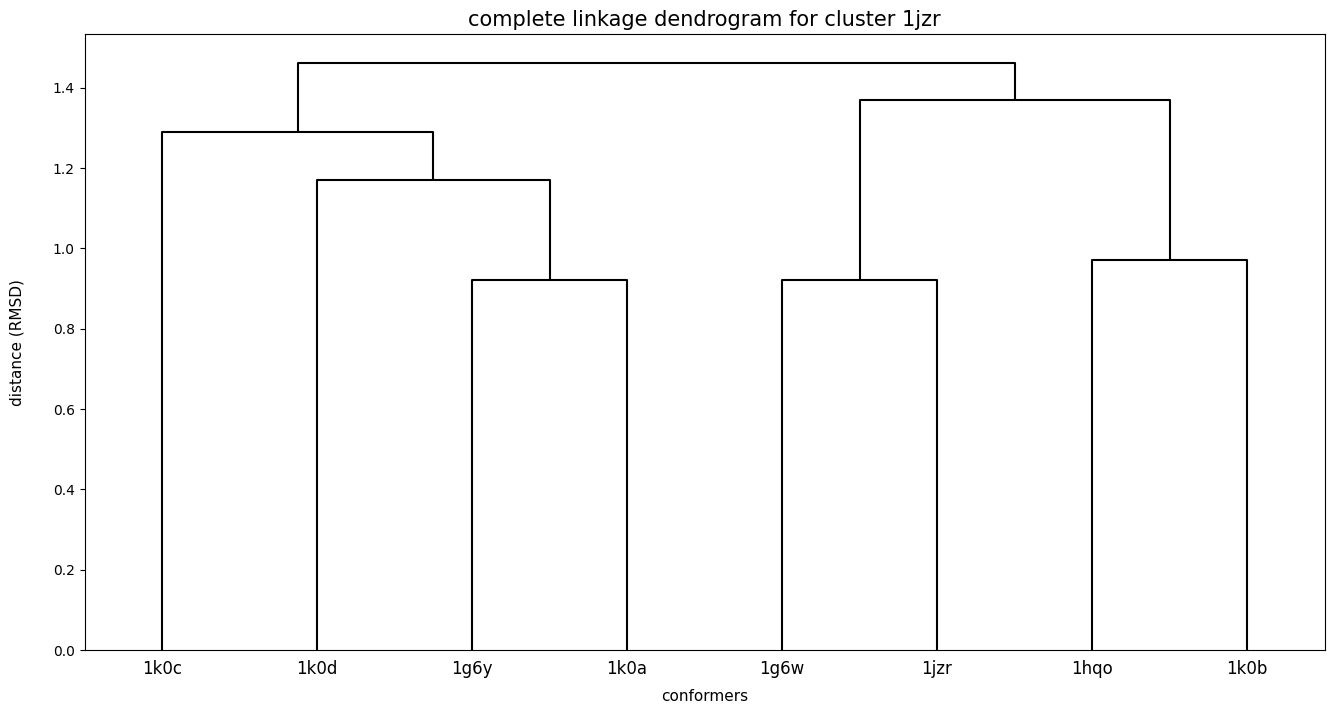 complete linkage dendrogram for cluster 1jzr
1.4
1.2
1.0
0.8
0.6
0.4
0.2
0.0
distance (RMSD)
1k0c 1k0d 1g6y 1k0a 1g6w 1jzr 1hqo 1k0b
conformers